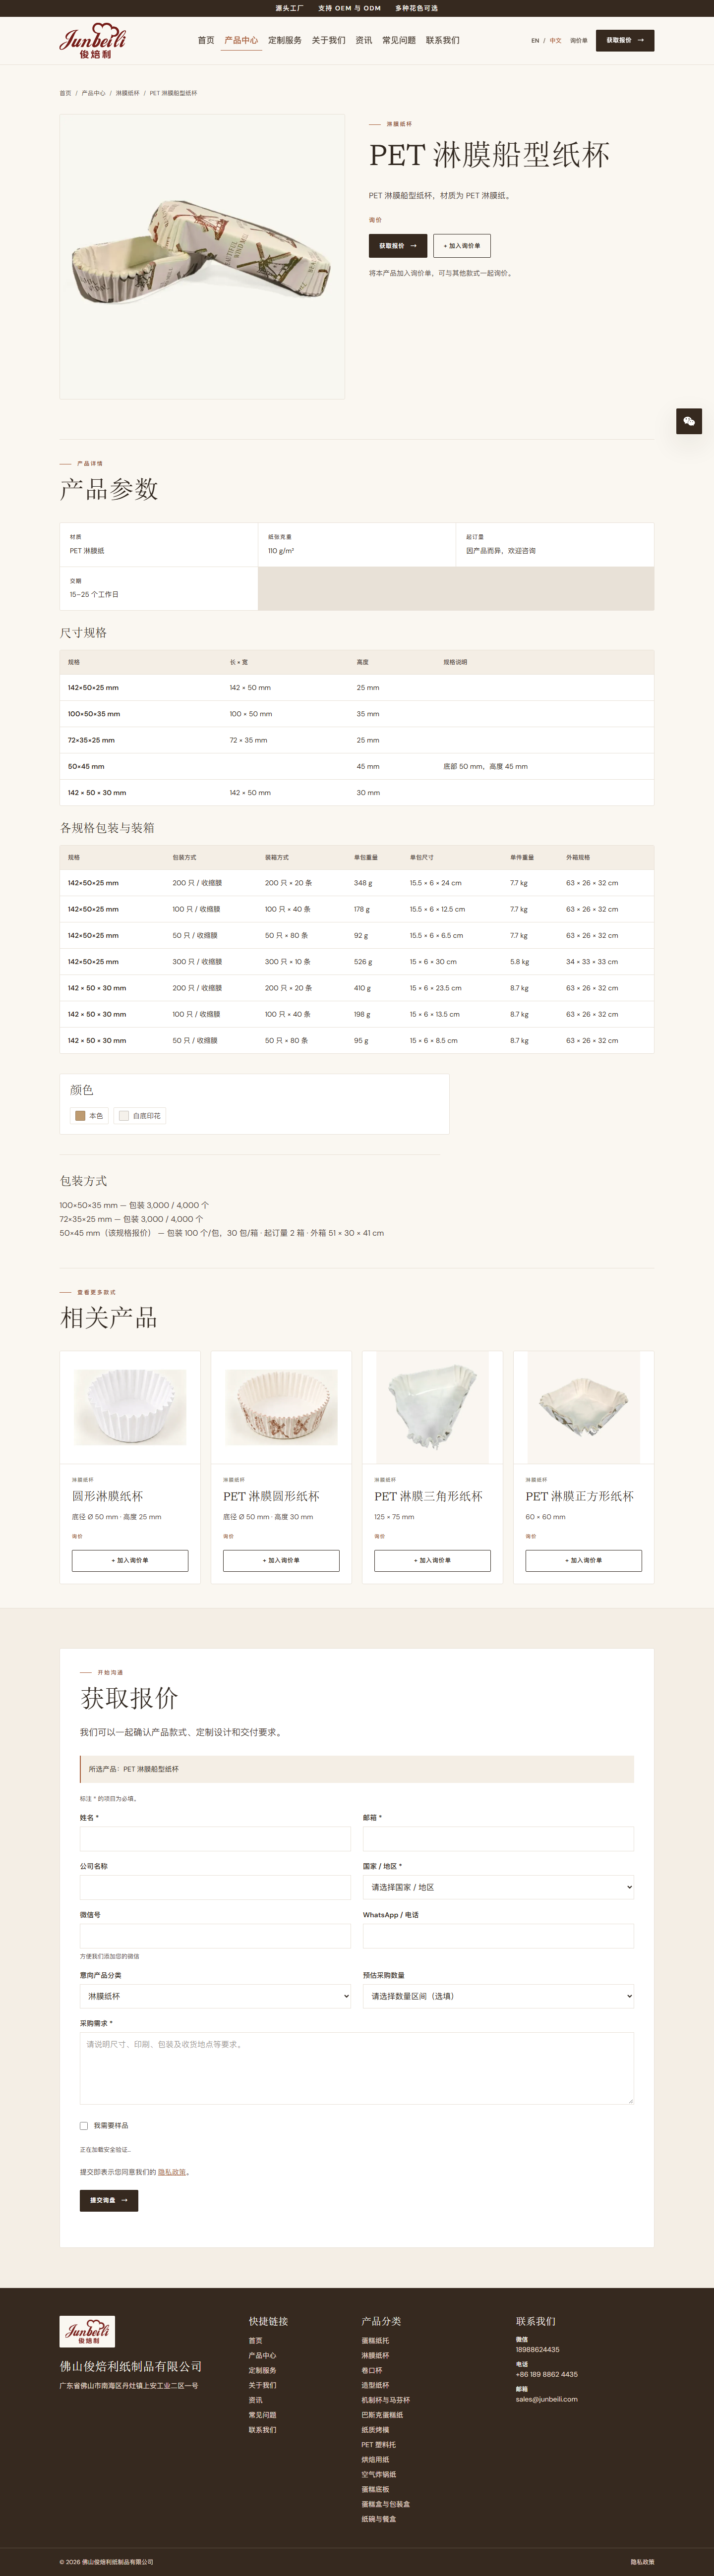 源头工厂 支持 OEM 与 ODM 多种花色可选
Junbeili
俊焙利
首页 产品中心 定制服务 关于我们 资讯 常见问题 联系我们
EN / 中文 询价单 获取报价 →
首页 / 产品中心 / 淋膜纸杯 / PET 淋膜船型纸杯
淋膜纸杯
PET 淋膜船型纸杯
PET 淋膜船型纸杯，材质为 PET 淋膜纸。
询价
获取报价 → + 加入询价单
将本产品加入询价单，可与其他款式一起询价。
产品详情
产品参数
材质 纸张克重 起订量
PET 淋膜纸 110 g/m² 因产品而异，欢迎咨询
交期
15–25 个工作日
尺寸规格
规格 长 × 宽 高度 规格说明
142×50×25 mm 142 × 50 mm 25 mm
100×50×35 mm 100 × 50 mm 35 mm
72×35×25 mm 72 × 35 mm 25 mm
50×45 mm 45 mm 底部 50 mm，高度 45 mm
142 × 50 × 30 mm 142 × 50 mm 30 mm
各规格包装与装箱
规格 包装方式 装箱方式 单包重量 单包尺寸 单件重量 外箱规格
142×50×25 mm 200 只 / 收缩膜 200 只 × 20 条 348 g 15.5 × 6 × 24 cm 7.7 kg 63 × 26 × 32 cm
142×50×25 mm 100 只 / 收缩膜 100 只 × 40 条 178 g 15.5 × 6 × 12.5 cm 7.7 kg 63 × 26 × 32 cm
142×50×25 mm 50 只 / 收缩膜 50 只 × 80 条 92 g 15.5 × 6 × 6.5 cm 7.7 kg 63 × 26 × 32 cm
142×50×25 mm 300 只 / 收缩膜 300 只 × 10 条 526 g 15 × 6 × 30 cm 5.8 kg 34 × 33 × 33 cm
142 × 50 × 30 mm 200 只 / 收缩膜 200 只 × 20 条 410 g 15 × 6 × 23.5 cm 8.7 kg 63 × 26 × 32 cm
142 × 50 × 30 mm 100 只 / 收缩膜 100 只 × 40 条 198 g 15 × 6 × 13.5 cm 8.7 kg 63 × 26 × 32 cm
142 × 50 × 30 mm 50 只 / 收缩膜 50 只 × 80 条 95 g 15 × 6 × 8.5 cm 8.7 kg 63 × 26 × 32 cm
颜色
本色 白底印花
包装方式
100×50×35 mm — 包装 3,000 / 4,000 个
72×35×25 mm — 包装 3,000 / 4,000 个
50×45 mm（该规格报价） — 包装 100 个/包，30 包/箱 · 起订量 2 箱 · 外箱 51 × 30 × 41 cm
查看更多款式
相关产品
淋膜纸杯 淋膜纸杯 淋膜纸杯 淋膜纸杯
圆形淋膜纸杯 PET 淋膜圆形纸杯 PET 淋膜三角形纸杯 PET 淋膜正方形纸杯
底径 Ø 50 mm · 高度 25 mm 底径 Ø 50 mm · 高度 30 mm 125 × 75 mm 60 × 60 mm
询价 询价 询价 询价
+ 加入询价单 + 加入询价单 + 加入询价单 + 加入询价单
开始沟通
获取报价
我们可以一起确认产品款式、定制设计和交付要求。
所选产品：PET 淋膜船型纸杯
标注 * 的项目为必填。
姓名 * 邮箱 *
公司名称 国家 / 地区 *
请选择国家 / 地区
微信号 WhatsApp / 电话
方便我们添加您的微信
意向产品分类 预估采购数量
淋膜纸杯 请选择数量区间（选填）
采购需求 *
请说明尺寸、印刷、包装及收货地点等要求。
我需要样品
正在加载安全验证…
提交即表示您同意我们的 隐私政策。
提交询盘 →
Junbeili
俊焙利
佛山俊焙利纸制品有限公司
广东省佛山市南海区丹灶镇上安工业二区一号
快捷链接
首页
产品中心
定制服务
关于我们
资讯
常见问题
联系我们
产品分类
蛋糕纸托
淋膜纸杯
卷口杯
造型纸杯
机制杯与马芬杯
巴斯克蛋糕纸
纸质烤模
PET 塑料托
烘焙用纸
空气炸锅纸
蛋糕底板
蛋糕盒与包装盒
纸碗与餐盒
联系我们
微信
18988624435
电话
+86 189 8862 4435
邮箱
sales@junbeili.com
© 2026 佛山俊焙利纸制品有限公司 隐私政策